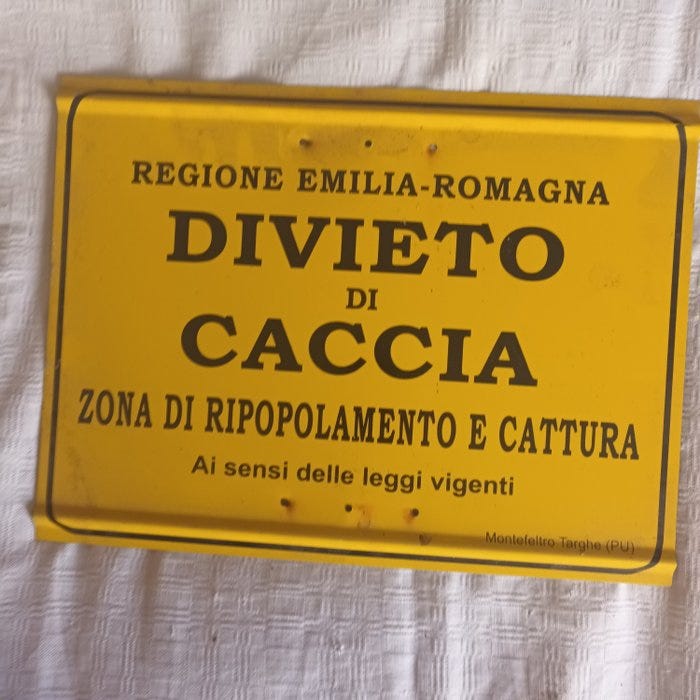 REGIONE EMILIA-ROMAGNA
DIVIETO
DI
CACCIA
ZONA DI RIPOPOLAMENTO E CATTURA
Ai sensi delle leggi vigenti
Montefeltro Targhe (PU)